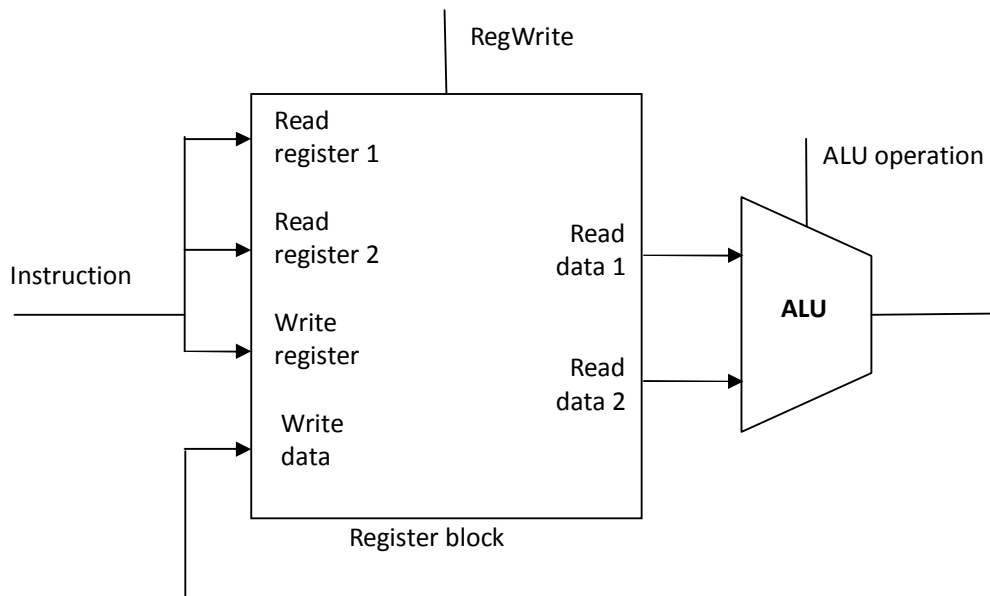 RegWrite
Read
register 1
ALU operation
Read
register 2
Read
data 1
Instruction
ALU
Write
register
Read
data 2
Write
data
Register block